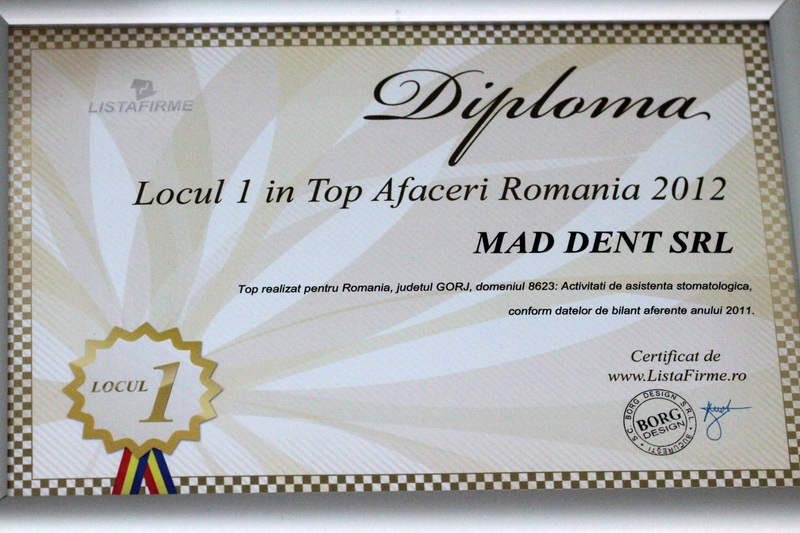 LISTAFIRME
Diploma
Locul 1 in Top Afaceri Romania 2012
MAD DENT SRL
Top realizat pentru Romania, judetul GORJ, domeniul 8623: Activitati de asistenta stomatologica,
conform datelor de bilant aferente anului 2011.
LOCUL 1
Certificat de
www.ListaFirme.ro
S.C. BORG DESIGN S.R.L.
BORG
DESIGN
BUCUREȘTI